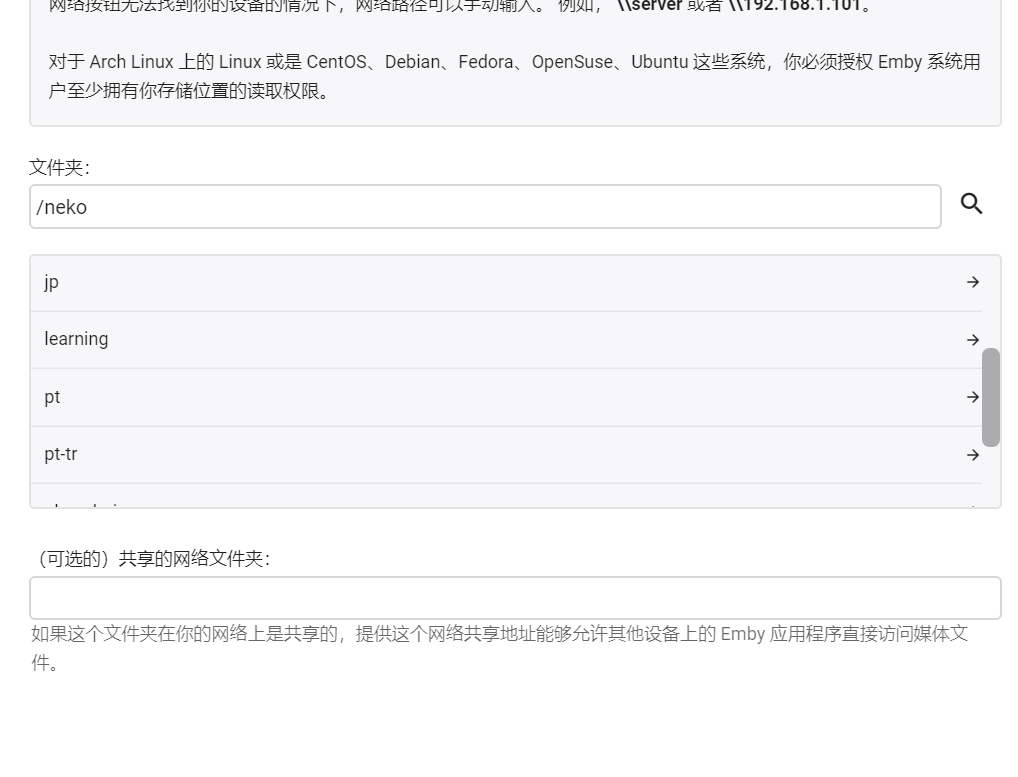 网络按钮无法找到你的设备的情况下，网络路径可以手动输入。 例如， \\server 或者 \\192.168.1.101。
对于 Arch Linux 上的 Linux 或是 CentOS、Debian、Fedora、OpenSuse、Ubuntu 这些系统，你必须授权 Emby 系统用
户至少拥有你存储位置的读取权限。
文件夹：
/neko
jp
learning
pt
pt-tr
（可选的）共享的网络文件夹：
如果这个文件夹在你的网络上是共享的，提供这个网络共享地址能够允许其他设备上的 Emby 应用程序直接访问媒体文
件。